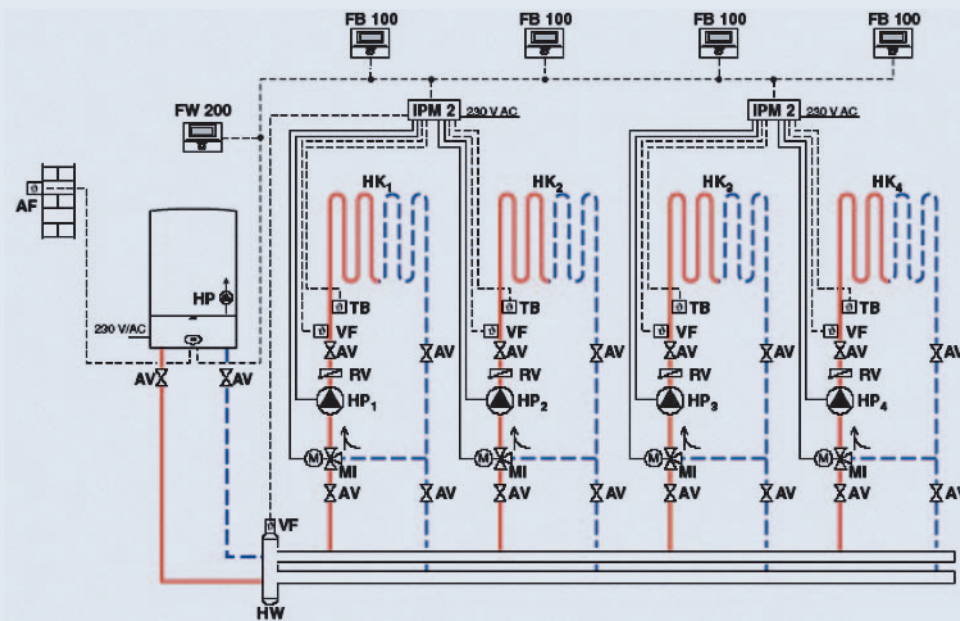 FB 100
FB 100
FB 100
FB 100
FW 200
IPM 2
230 V AC
IPM 2
230 V AC
AF
HK1
HK2
HK3
HK4
HP
TB
TB
TB
TB
230 V/AC
VF
VF
VF
VF
AV
AV
AV
AV
AV
AV
AV
AV
AV
AV
RV
RV
RV
RV
HP1
HP2
HP3
HP4
M
MI
M
MI
M
MI
M
MI
AV
AV
AV
AV
AV
AV
AV
AV
VF
HW